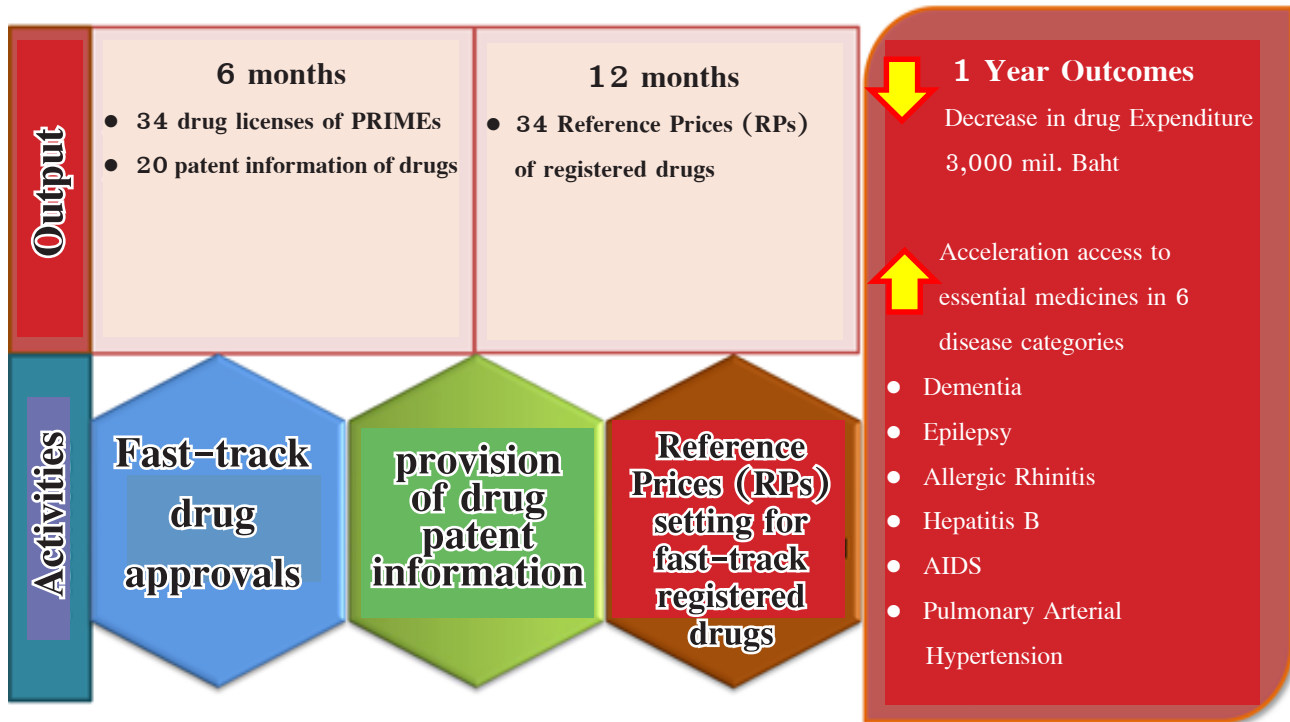 Output
6 months
● 34 drug licenses of PRIMEs
● 20 patent information of drugs
12 months
● 34 Reference Prices (RPs)
of registered drugs
Activities
Fast-track
drug
approvals
provision
of drug
patent
information
Reference
Prices (RPs)
setting for
fast-track
registered
drugs
1 Year Outcomes
Decrease in drug Expenditure
3,000 mil. Baht
Acceleration access to
essential medicines in 6
disease categories
● Dementia
● Epilepsy
● Allergic Rhinitis
● Hepatitis B
● AIDS
● Pulmonary Arterial
Hypertension